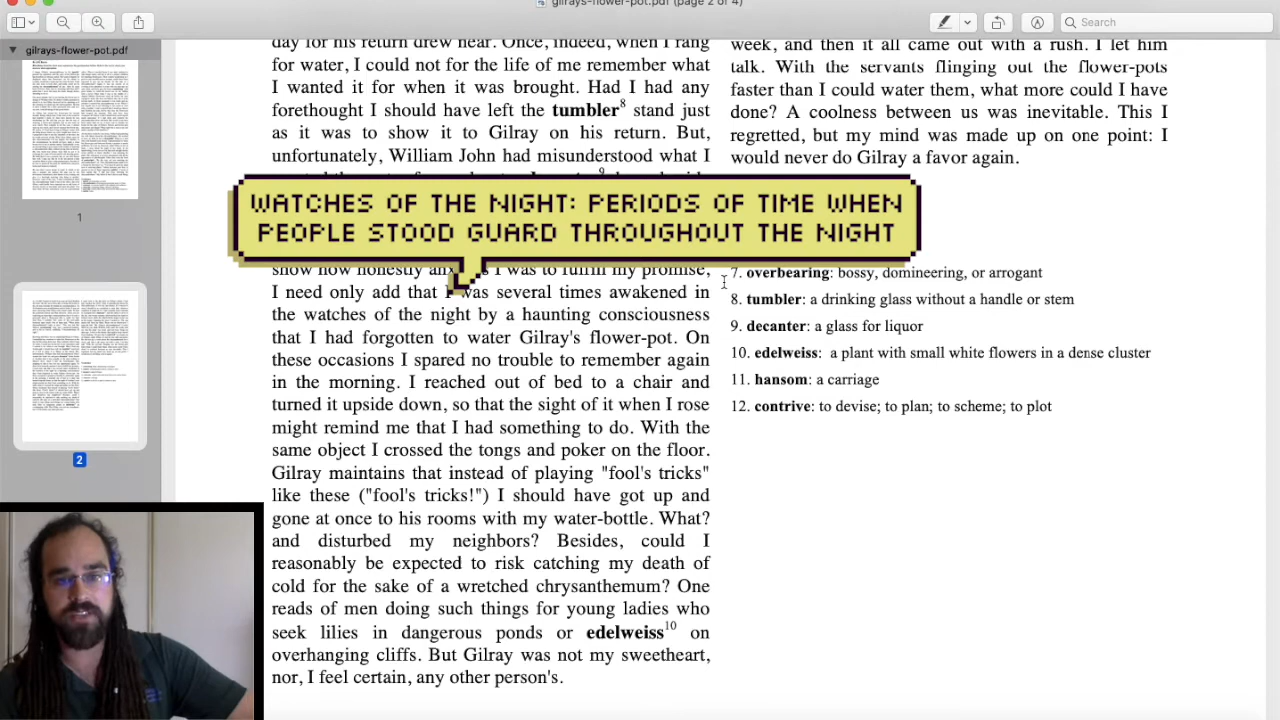 gilrays-flower-pot.pdf (page 2 of 4)
Search
gilrays-flower-pot.pdf
1
2
day for his return drew near. Once, indeed, when I rang
for water, I could not for the life of me remember what
I wanted it for when it was brought. Had I had any
forethought I should have left the tumbler8 stand just
as it was to show it to Gilray on his return. But,
unfortunately, William John had misunderstood what I
WATCHES OF THE NIGHT: PERIODS OF TIME WHEN
PEOPLE STOOD GUARD THROUGHOUT THE NIGHT
show how honestly I was to fulfil my promise,
I need only add that I was several times awakened in
the watches of the night by a haunting consciousness
that I had forgotten to water Gilray's flower-pot. On
these occasions I spared no trouble to remember again
in the morning. I reached out of bed to a chair and
turned it upside down, so that the sight of it when I rose
might remind me that I had something to do. With the
same object I crossed the tongs and poker on the floor.
Gilray maintains that instead of playing "fool's tricks"
like these ("fool's tricks!") I should have got up and
gone at once to his rooms with my water-bottle. What?
and disturbed my neighbors? Besides, could I
reasonably be expected to risk catching my death of
cold for the sake of a wretched chrysanthemum? One
reads of men doing such things for young ladies who
seek lilies in dangerous ponds or edelweiss10 on
overhanging cliffs. But Gilray was not my sweetheart,
nor, I feel certain, any other person's.
week, and then it all came out with a rush. I let him
talk. With the servants flinging out the flower-pots
faster than I could water them, what more could I have
done? A coolness between us was inevitable. This I
regretted, but my mind was made up on one point: I
would never do Gilray a favor again.
7. overbearing: bossy, domineering, or arrogant
8. tumbler: a drinking glass without a handle or stem
9. decanter: a glass for liquor
edelweiss: a plant with small white flowers in a dense cluster
11. hansom: a carriage
12. contrive: to devise; to plan; to scheme; to plot